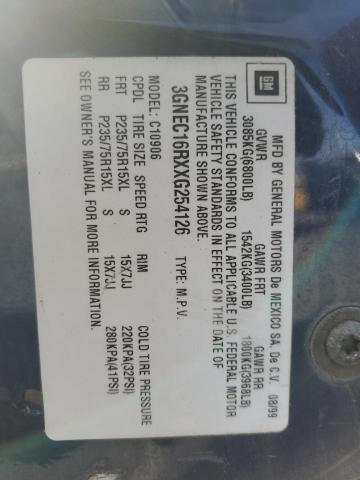 GM
MFD BY GENERAL MOTORS De MEXICO SA. De C.V. 08/99
GVWR GAWR FRT GAWR RR
3085KG(6800LB) 1542KG(3400LB) 1800KG(3968LB)
THIS VEHICLE CONFORMS TO ALL APPLICABLE U.S. FEDERAL MOTOR
VEHICLE SAFETY STANDARDS IN EFFECT ON THE DATE OF
MANUFACTURE SHOWN ABOVE.
3GNEC16RXXG254126 TYPE: M.P.V.
MODEL: C10906
CPDL TIRE SIZE SPEED RTG RIM COLD TIRE PRESSURE
FRT P235/75R15XL S 15X7JJ 220KPA(32PSI)
RR P235/75R15XL S 15X7JJ 280KPA(41PSI)
SEE OWNER'S MANUAL FOR MORE INFORMATION.